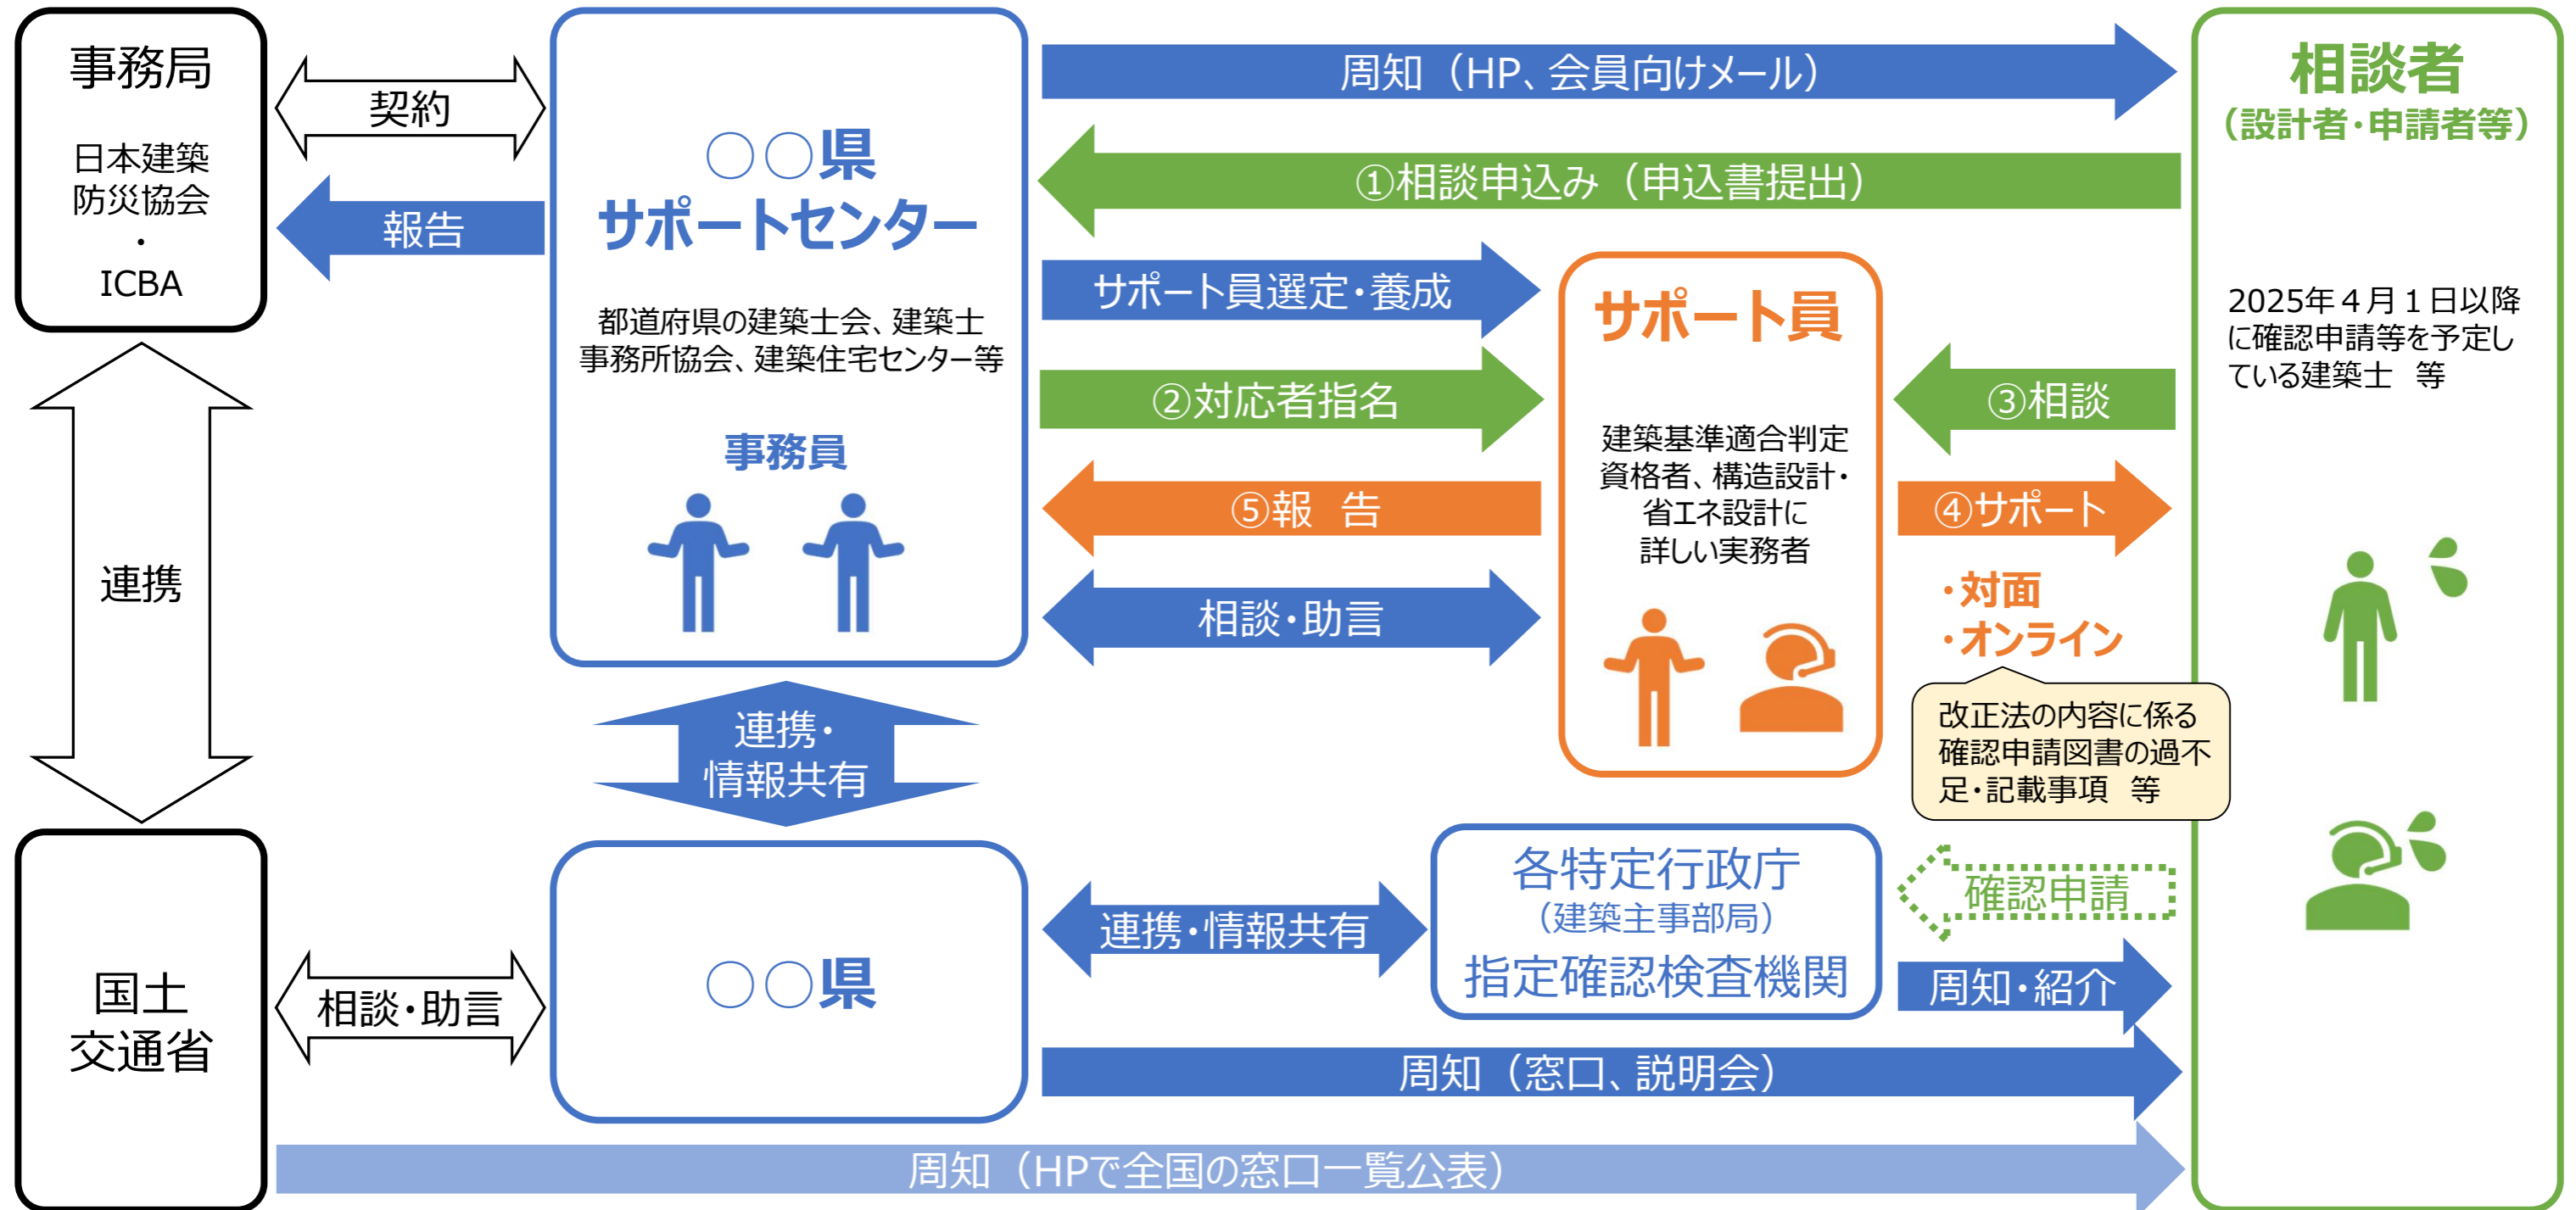 事務局
日本建築
防災協会
・
ICBA
契約
報告
連携
国土
交通省
相談・助言
○○県
サポートセンター
都道府県の建築士会、建築士
事務所協会、建築住宅センター等
事務員
連携・
情報共有
○○県
周知（HP、会員向けメール）
①相談申込み（申込書提出）
サポート員選定・養成
②対応者指名
⑤報　告
相談・助言
サポート員
建築基準適合判定
資格者、構造設計・
省エネ設計に
詳しい実務者
③相談
④サポート
・対面
・オンライン
改正法の内容に係る
確認申請図書の過不
足・記載事項　等
連携・情報共有
各特定行政庁
（建築主事部局）
指定確認検査機関
確認申請
周知・紹介
周知（窓口、説明会）
周知（HPで全国の窓口一覧公表）
相談者
（設計者・申請者等）
2025年４月１日以降
に確認申請等を予定し
ている建築士　等